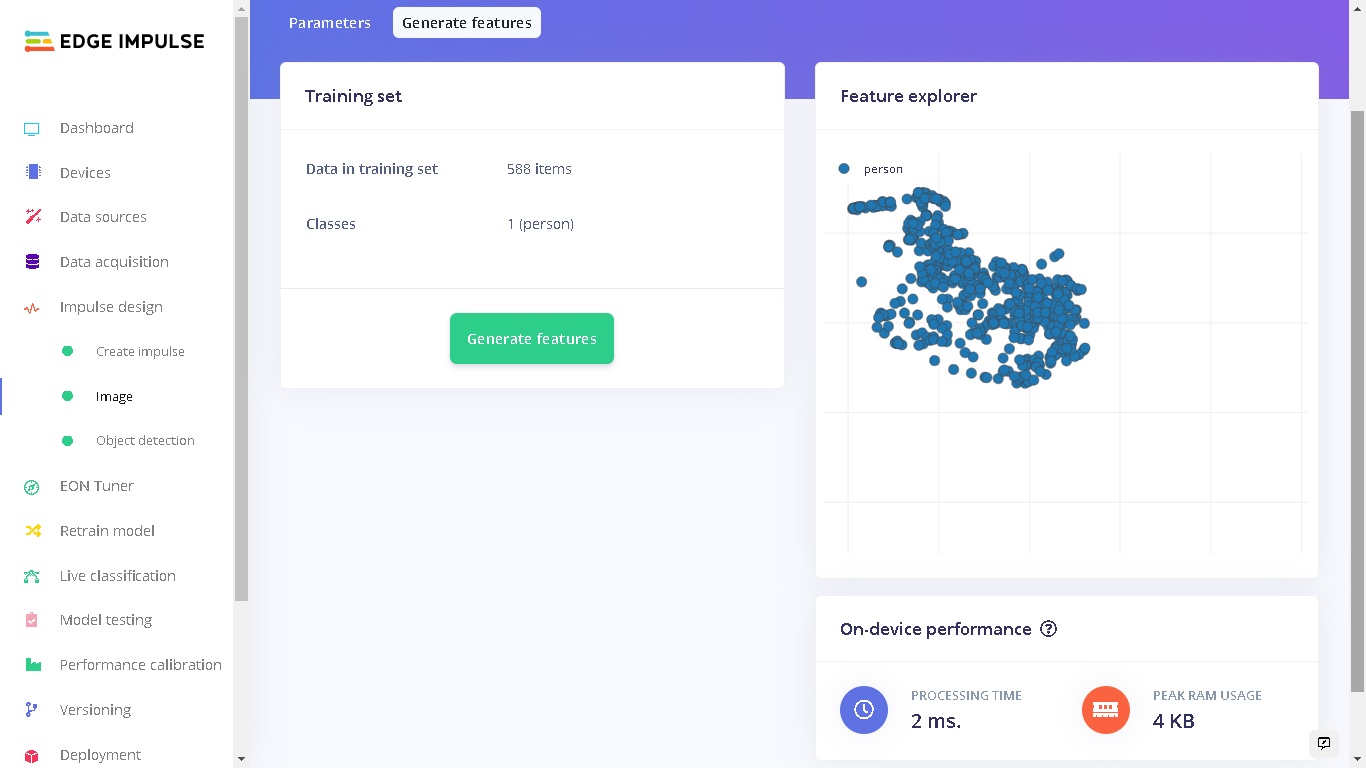 EDGE IMPULSE
Dashboard
Devices
Data sources
Data acquisition
Impulse design
Create impulse
Image
Object detection
EON Tuner
Retrain model
Live classification
Model testing
Performance calibration
Versioning
Deployment
Parameters
Generate features
Training set
Data in training set 588 items
Classes 1 (person)
Generate features
Feature explorer
person
On-device performance ?
PROCESSING TIME
2 ms.
PEAK RAM USAGE
4 KB